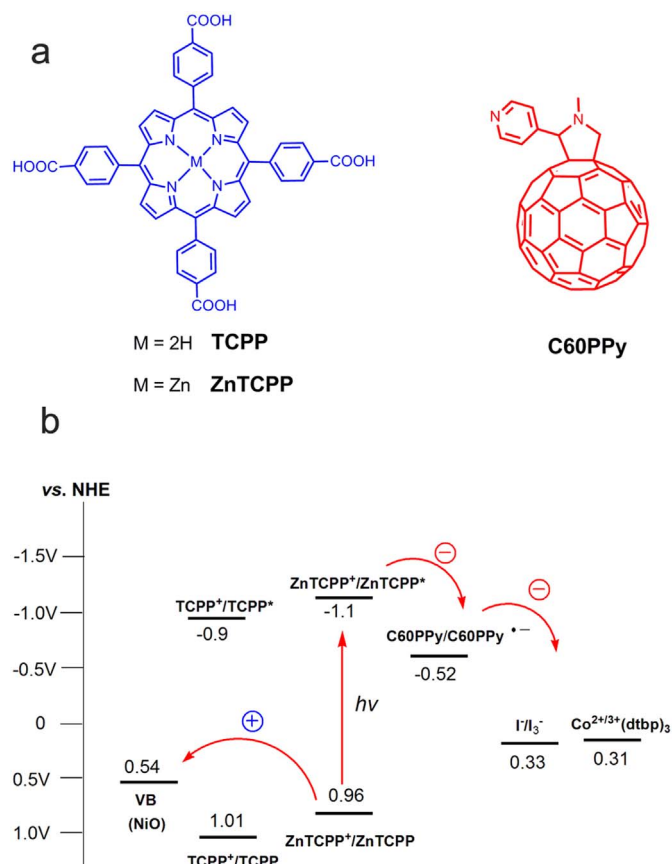 a
COOH
HOOC
N
N
M
N
N
COOH
COOH
N
N
M = 2H TCPP
M = Zn ZnTCPP
C60PPy
b
vs. NHE
-1.5V
-1.0V
-0.5V
0
0.5V
1.0V
TCPP⁺/TCPP*
-0.9
ZnTCPP⁺/ZnTCPP*
-1.1
−
−
C60PPy/C60PPy •−
-0.52
hν
+
0.54
VB
(NiO)
1.01
TCPP⁺/TCPP
0.96
ZnTCPP⁺/ZnTCPP
I⁻/I₃⁻
0.33
Co²⁺/³⁺(dtbp)₃
0.31